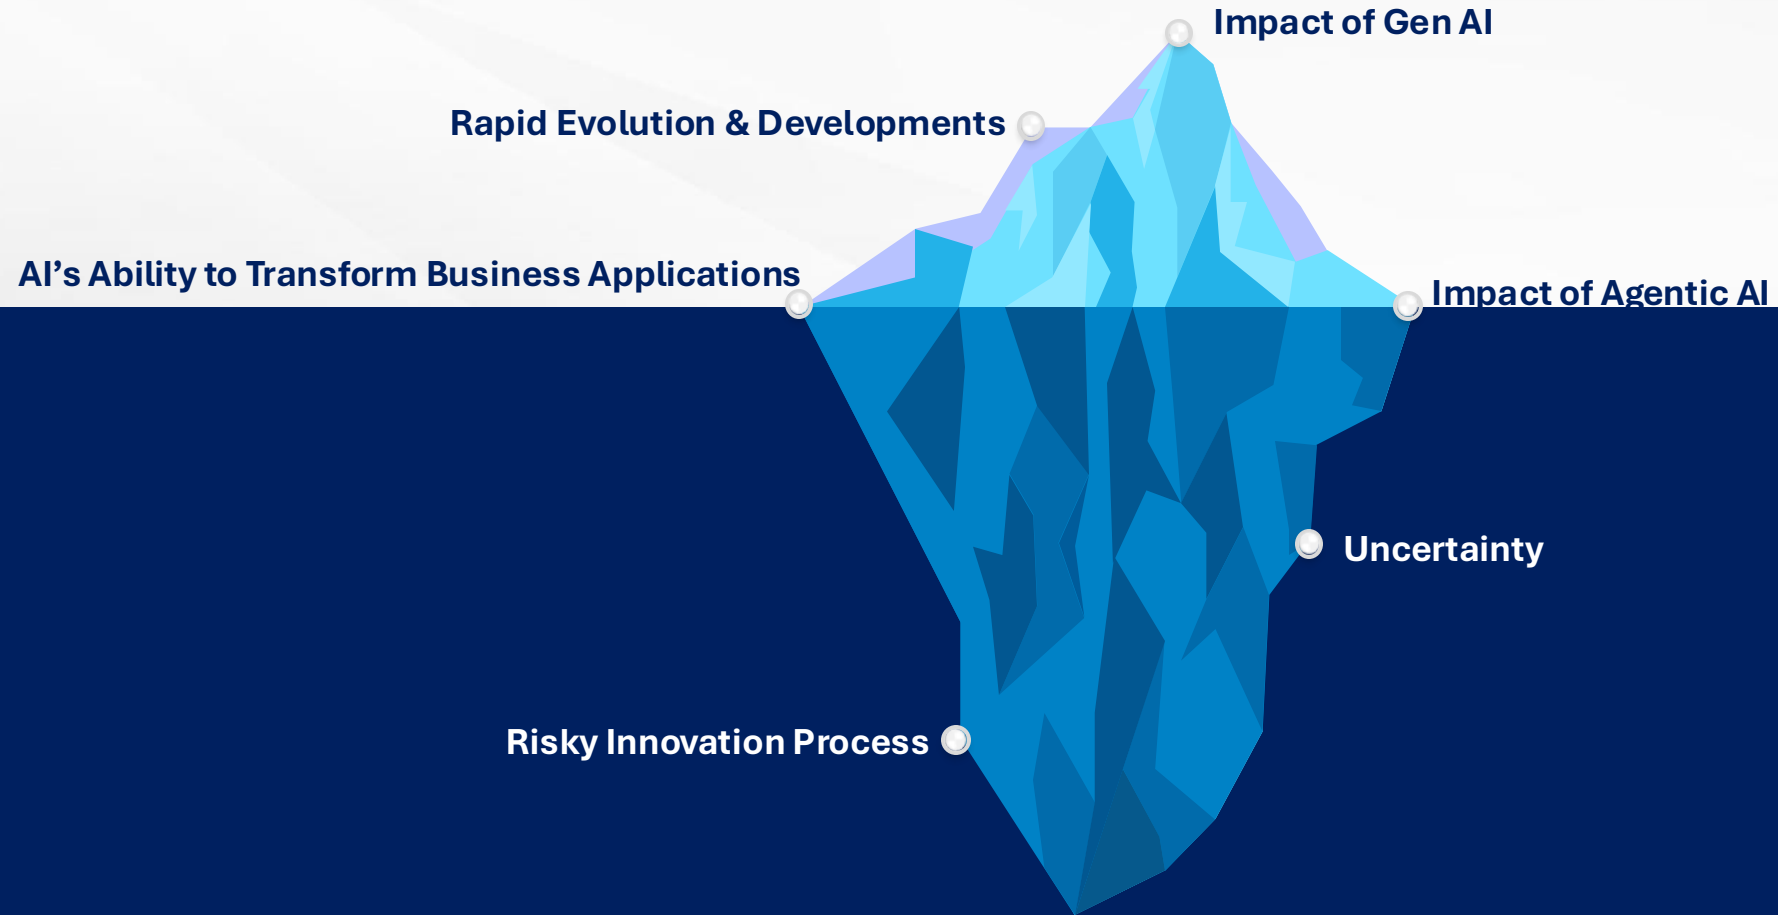 Impact of Gen AI
Rapid Evolution & Developments
AI’s Ability to Transform Business Applications
Impact of Agentic AI
Uncertainty
Risky Innovation Process